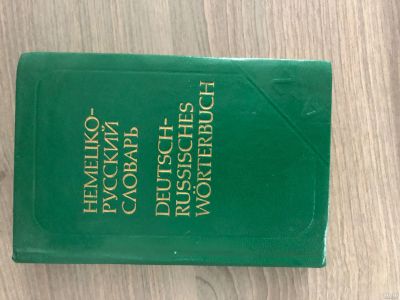 НЕМЕЦКО-
РУССКИЙ
СЛОВАРЬ
DEUTSCH-
RUSSISCHES
WÖRTERBUCH